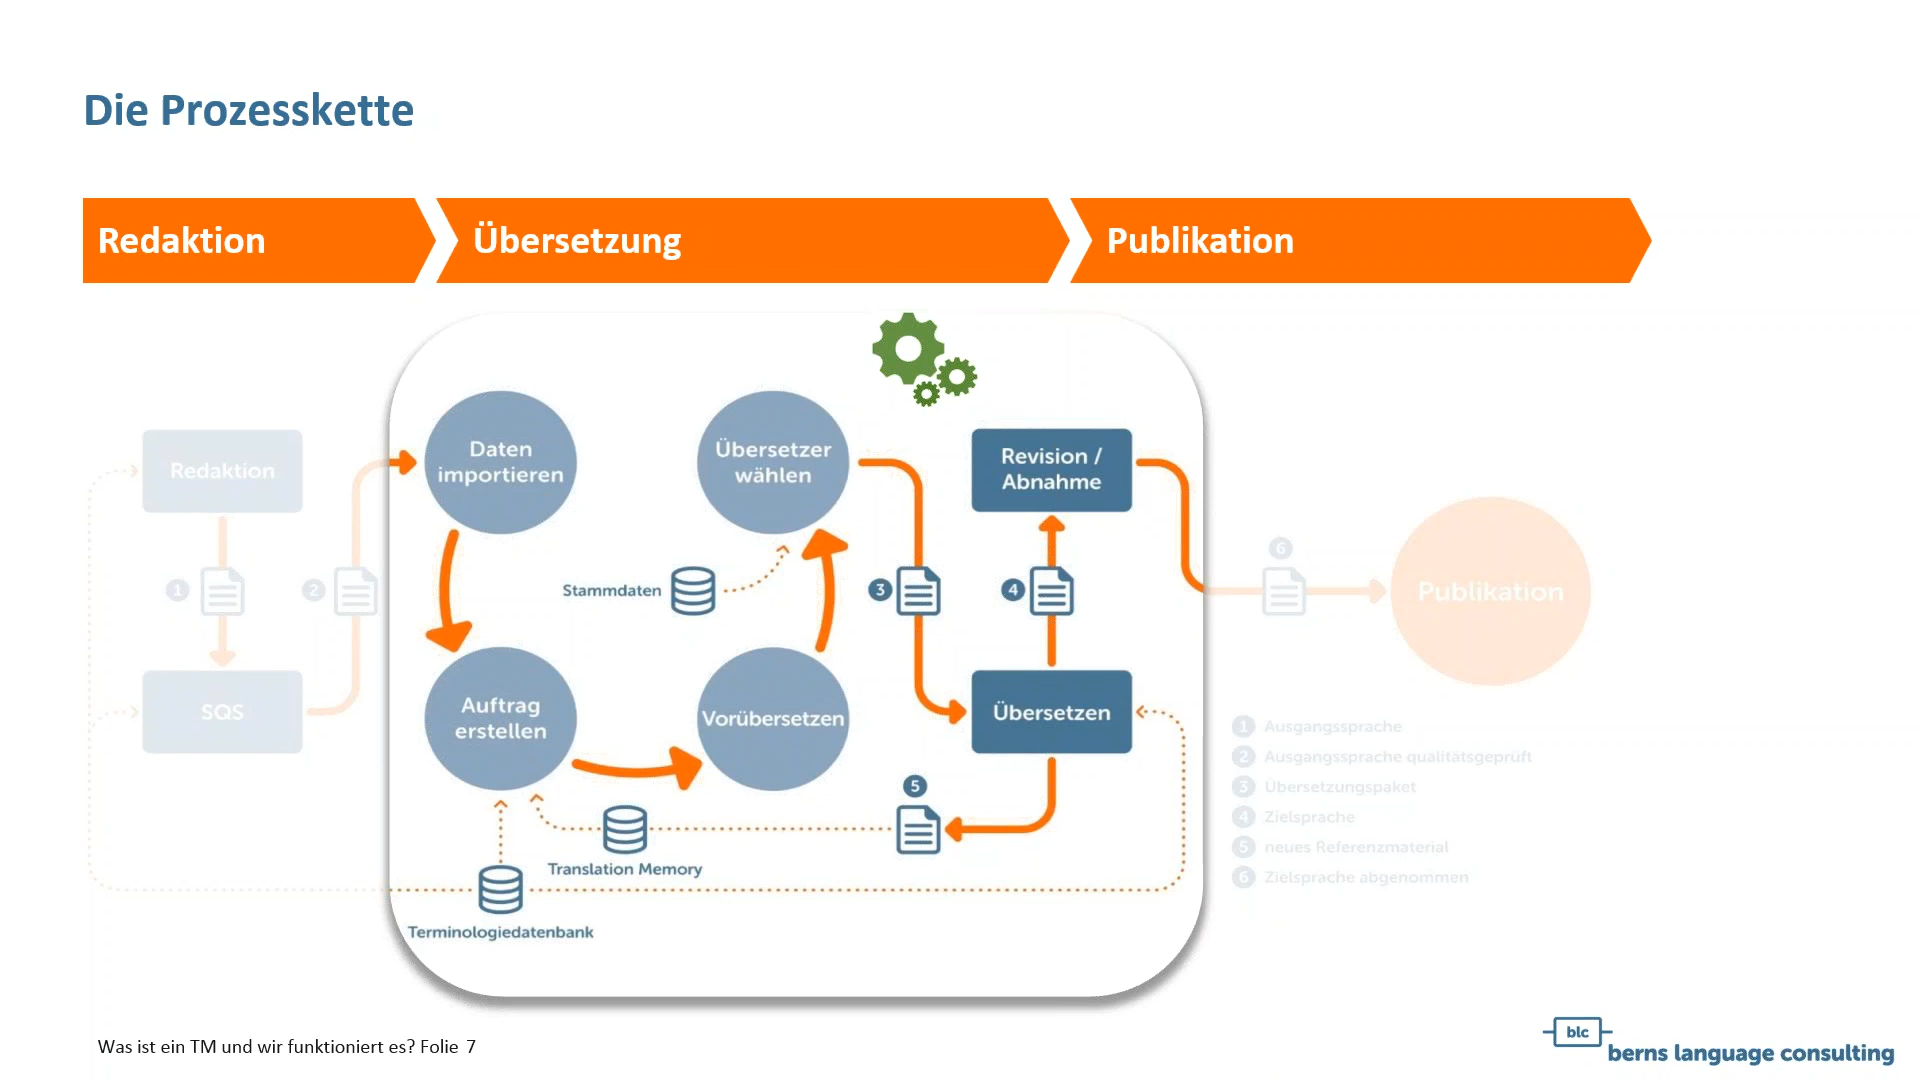 Die Prozesskette
Redaktion
Übersetzung
Publikation
Redaktion
1
2
SQS
Daten
importieren
Übersetzer
wählen
Stammdaten
Auftrag
erstellen
Vorübersetzen
3
4
Revision /
Abnahme
Übersetzen
5
Translation Memory
Terminologiedatenbank
6
Publikation
1 Ausgangssprache
2 Ausgangssprache qualitätsgeprüft
3 Übersetzungspaket
4 Zielsprache
5 neues Referenzmaterial
6 Zielsprache abgenommen
Was ist ein TM und wir funktioniert es? Folie 7
blc
berns language consulting